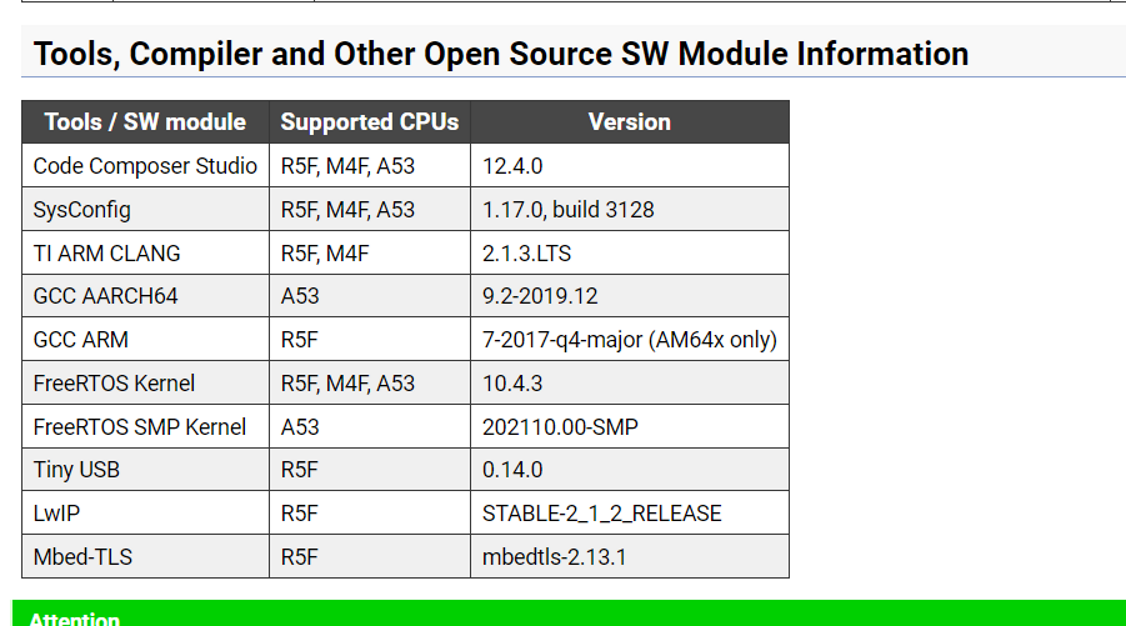 Tools, Compiler and Other Open Source SW Module Information
Tools / SW module Supported CPUs Version
Code Composer Studio R5F, M4F, A53 12.4.0
SysConfig R5F, M4F, A53 1.17.0, build 3128
TI ARM CLANG R5F, M4F 2.1.3.LTS
GCC AARCH64 A53 9.2-2019.12
GCC ARM R5F 7-2017-q4-major (AM64x only)
FreeRTOS Kernel R5F, M4F, A53 10.4.3
FreeRTOS SMP Kernel A53 202110.00-SMP
Tiny USB R5F 0.14.0
LwIP R5F STABLE-2_1_2_RELEASE
Mbed-TLS R5F mbedtls-2.13.1
Attention